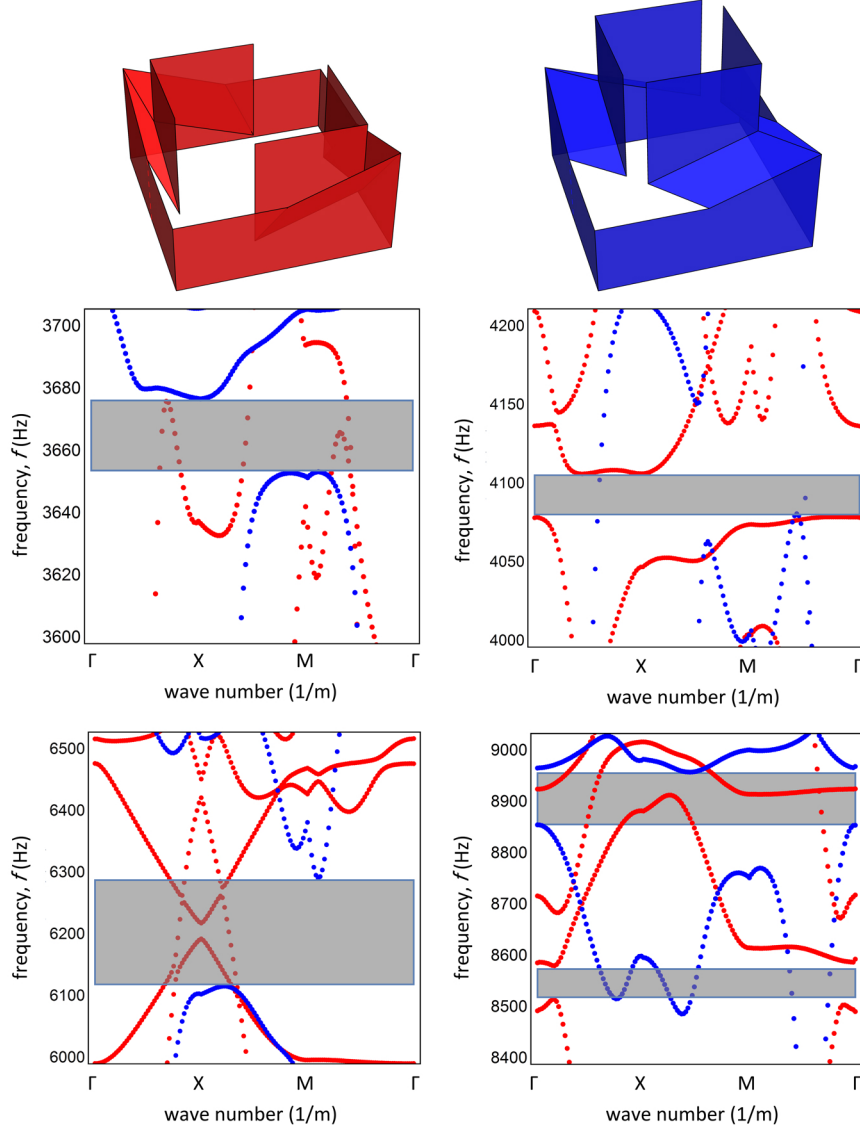 frequency, f (Hz)
3700
3680
3660
3640
3620
3600
Γ X M Γ
wave number (1/m)
frequency, f (Hz)
4200
4150
4100
4050
4000
Γ X M Γ
wave number (1/m)
frequency, f (Hz)
6500
6400
6300
6200
6100
6000
Γ X M Γ
wave number (1/m)
frequency, f (Hz)
9000
8900
8800
8700
8600
8500
8400
Γ X M Γ
wave number (1/m)